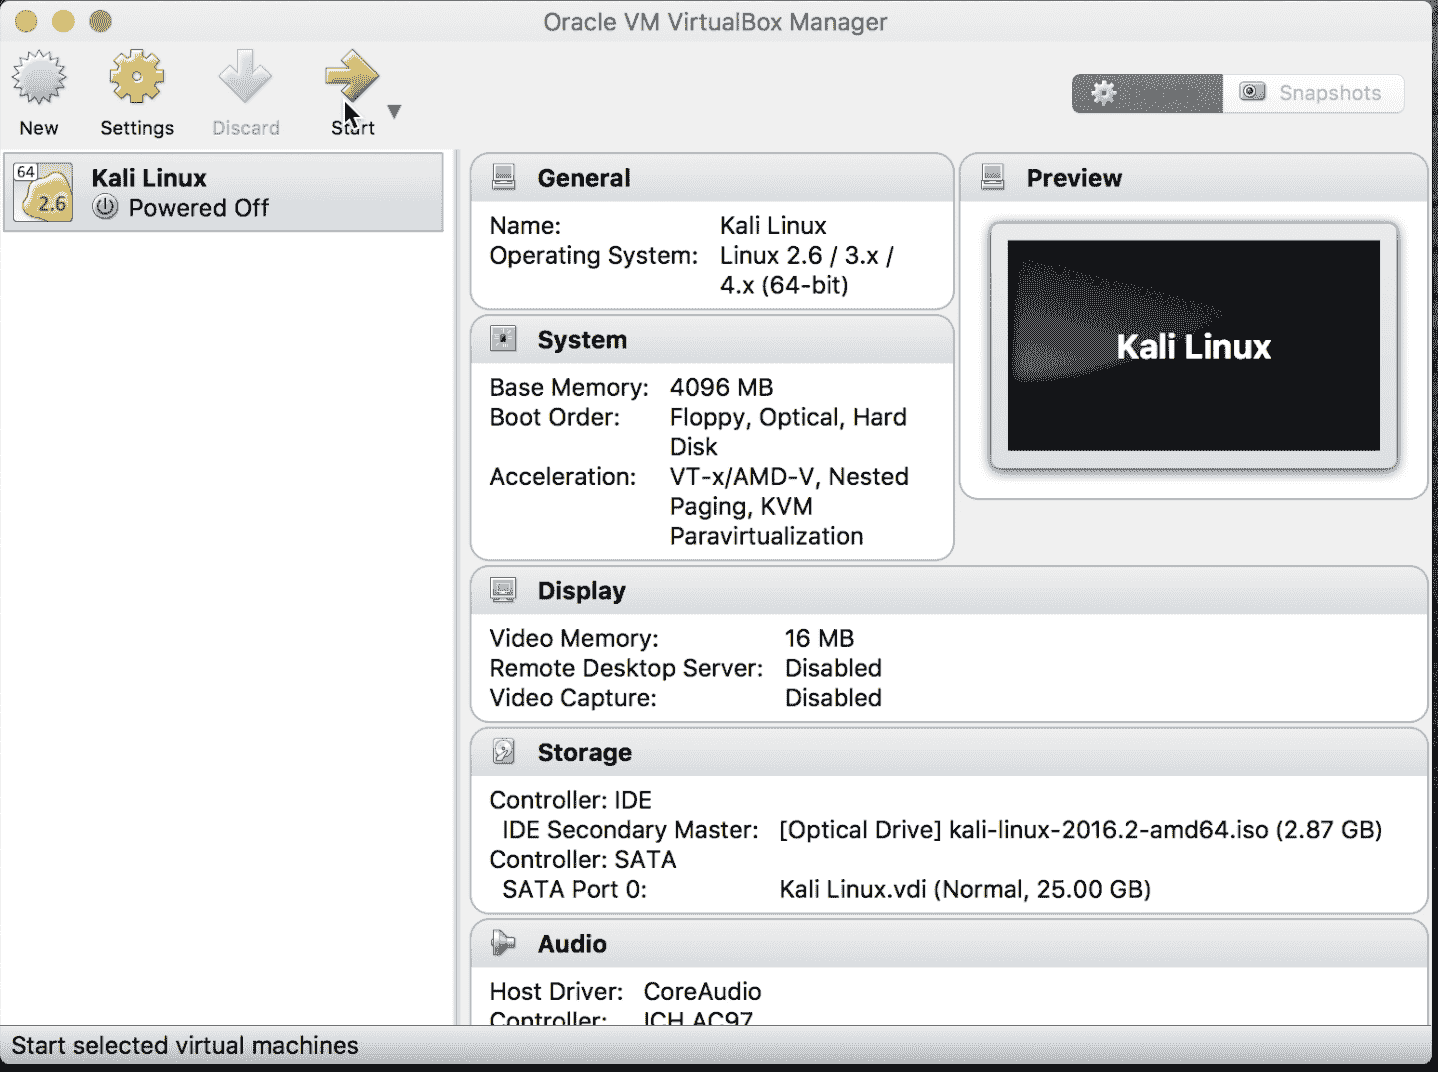 Oracle VM VirtualBox Manager
New
Settings
Discard
Start
Snapshots
64
2.6
Kali Linux
Powered Off
General
Name: Kali Linux
Operating System: Linux 2.6 / 3.x /
4.x (64-bit)
Preview
Kali Linux
System
Base Memory: 4096 MB
Boot Order: Floppy, Optical, Hard
Disk
Acceleration: VT-x/AMD-V, Nested
Paging, KVM
Paravirtualization
Display
Video Memory: 16 MB
Remote Desktop Server: Disabled
Video Capture: Disabled
Storage
Controller: IDE
IDE Secondary Master: [Optical Drive] kali-linux-2016.2-amd64.iso (2.87 GB)
Controller: SATA
SATA Port 0: Kali Linux.vdi (Normal, 25.00 GB)
Audio
Host Driver: CoreAudio
Controller: ICH AC97
Start selected virtual machines